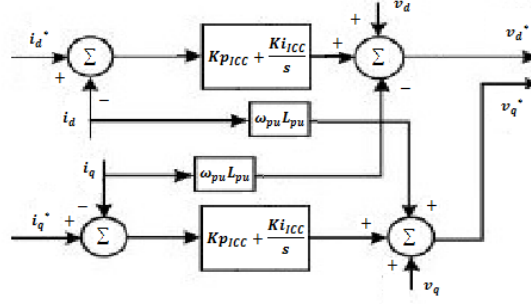 v_d
i_d^* Σ Kp_ICC + Ki_ICC/s Σ v_d^*
+ + + −
v_q^*
−
i_d ω_pu L_pu
i_q ω_pu L_pu
−
i_q^* + Σ Kp_ICC + Ki_ICC/s + Σ +
+
v_q